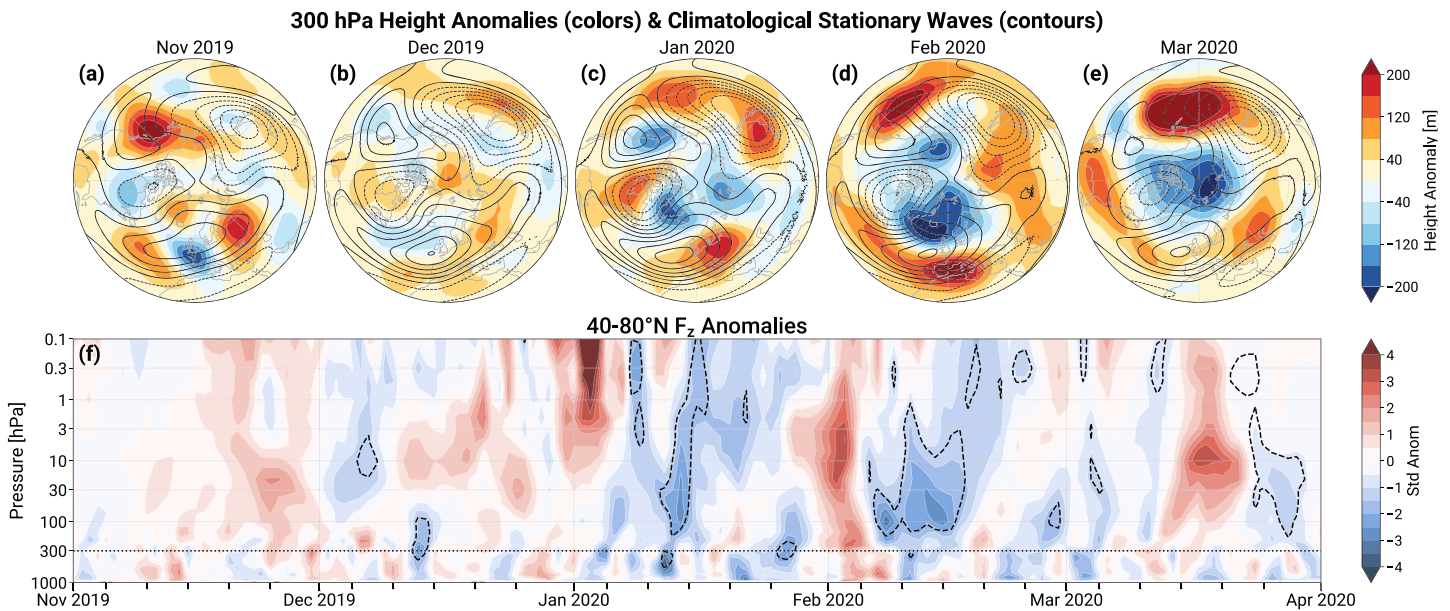 300 hPa Height Anomalies (colors) & Climatological Stationary Waves (contours)
Nov 2019
Dec 2019
Jan 2020
Feb 2020
Mar 2020
(a)
(b)
(c)
(d)
(e)
200
120
40
−40
−120
−200
Height Anomaly [m]
40-80°N Fz Anomalies
(f)
Pressure [hPa]
0.1
0.3
1
3
10
30
100
300
1000
Nov 2019
Dec 2019
Jan 2020
Feb 2020
Mar 2020
Apr 2020
4
3
2
1
0
−1
−2
−3
−4
Std Anom